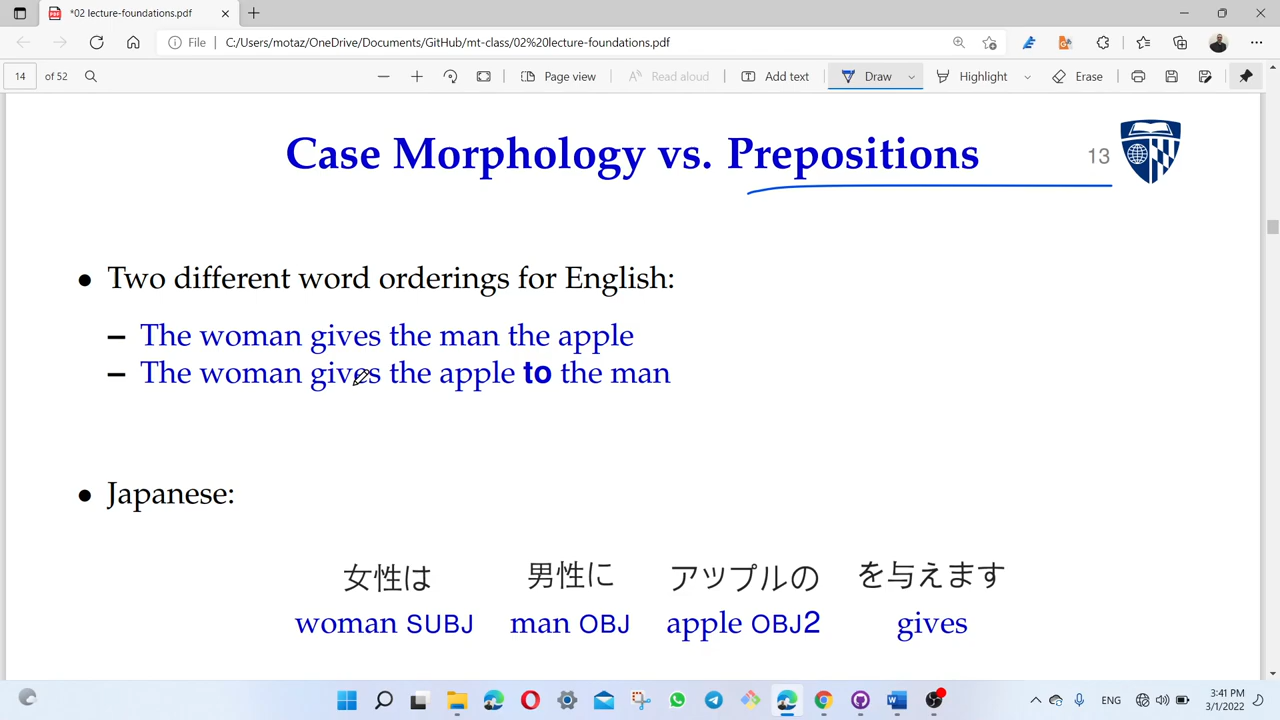 *02 lecture-foundations.pdf
File
C:/Users/motaz/OneDrive/Documents/GitHub/mt-class/02%20lecture-foundations.pdf
14 of 52
Page view
Read aloud
Add text
Draw
Highlight
Erase
Case Morphology vs. Prepositions
13
• Two different word orderings for English:
– The woman gives the man the apple
– The woman gives the apple to the man
• Japanese:
女性は 男性に アップルの を与えます
woman SUBJ man OBJ apple OBJ2 gives
ENG
3:41 PM
3/1/2022